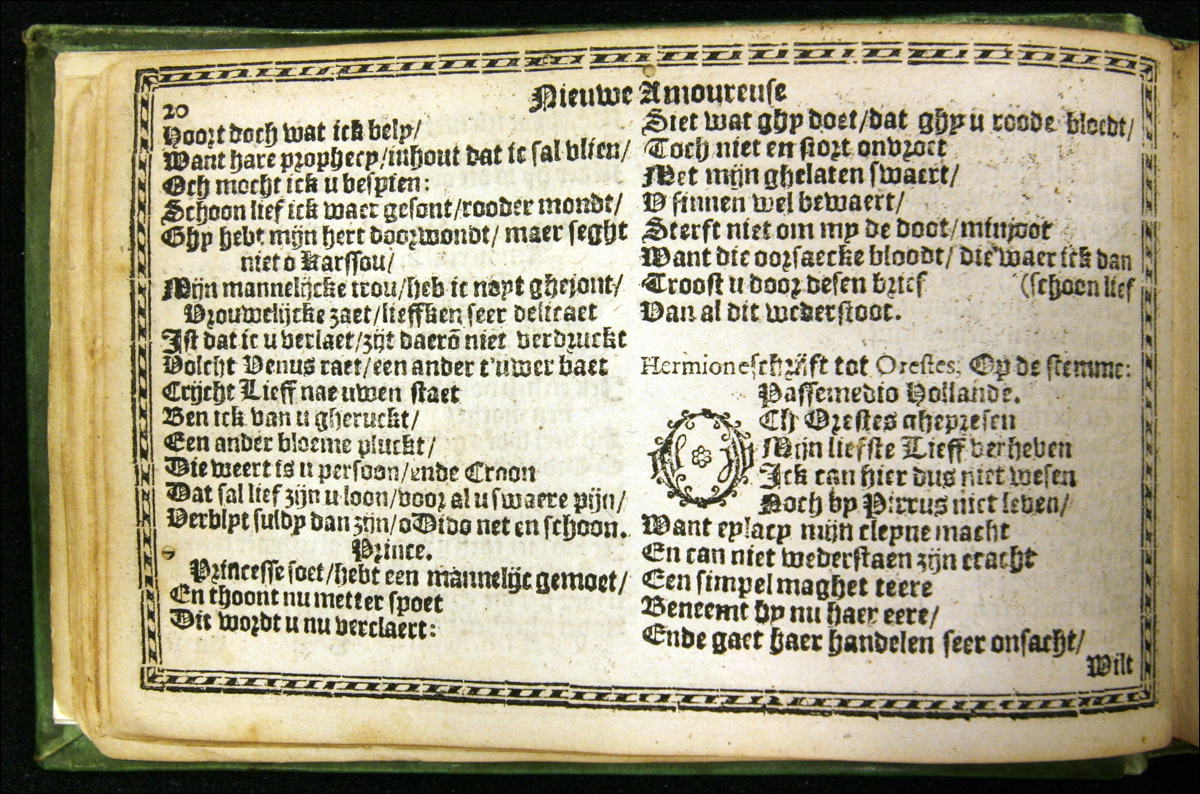 Nieuwe Amoureuse
20
Hoort doch wat ick bely/
Want hare prophecy/inhout dat ic sal vlien/
Och mocht ick u bespien:
Schoon lief ick waer gesont/rooder mondt/
Ghy hebt mijn hert doorwondt/ maer seght
niet o Karssou/
Mijn mannelijcke trou/heb ic noyt ghejont/
Vrouwelijcke zaet/lieffken seer delicaet
Ist dat ic u verlaet/zijt daerō niet verdruckt
Volcht Venus raet/een ander t'uwer baet
Crijcht Lieff nae uwen staet
Ben ick van u gheruckt/
Een ander bloeme pluckt/
Die weert is u persoon/ende Croon
Dat sal lief zijn u loon/voor al u swaere pijn/
Verblyt suldy dan zijn/o Dido net en schoon.
Prince.
Princesse soet/hebt een mannelijc gemoet/
En thoont nu metter spoet
Dit wordt u nu verclaert:
Siet wat ghy doet/dat ghy u roode bloedt/
Toch niet en stort onvroet
Met mijn ghelaten swaert/
V sinnen wel bewaert/
Sterft niet om my de doot/minjoot
Want die oorsaecke bloodt/ die waer ick dan
Troost u door desen brief (schoon lief
Van al dit wederstoot.
Hermione schrijft tot Orestes, Op de stemme:
Passemedio Hollande.
OCh Orestes ghepresen
Mijn liefste Lieff verheven
Ick can hier dus niet wesen
Noch by Pirrus niet leven/
Want eylacy mijn cleyne macht
En can niet wederstaen zijn cracht
Een simpel maghet teere
Beneemt hy nu haer eere/
Ende gaet haer handelen seer onsacht/
Wilt